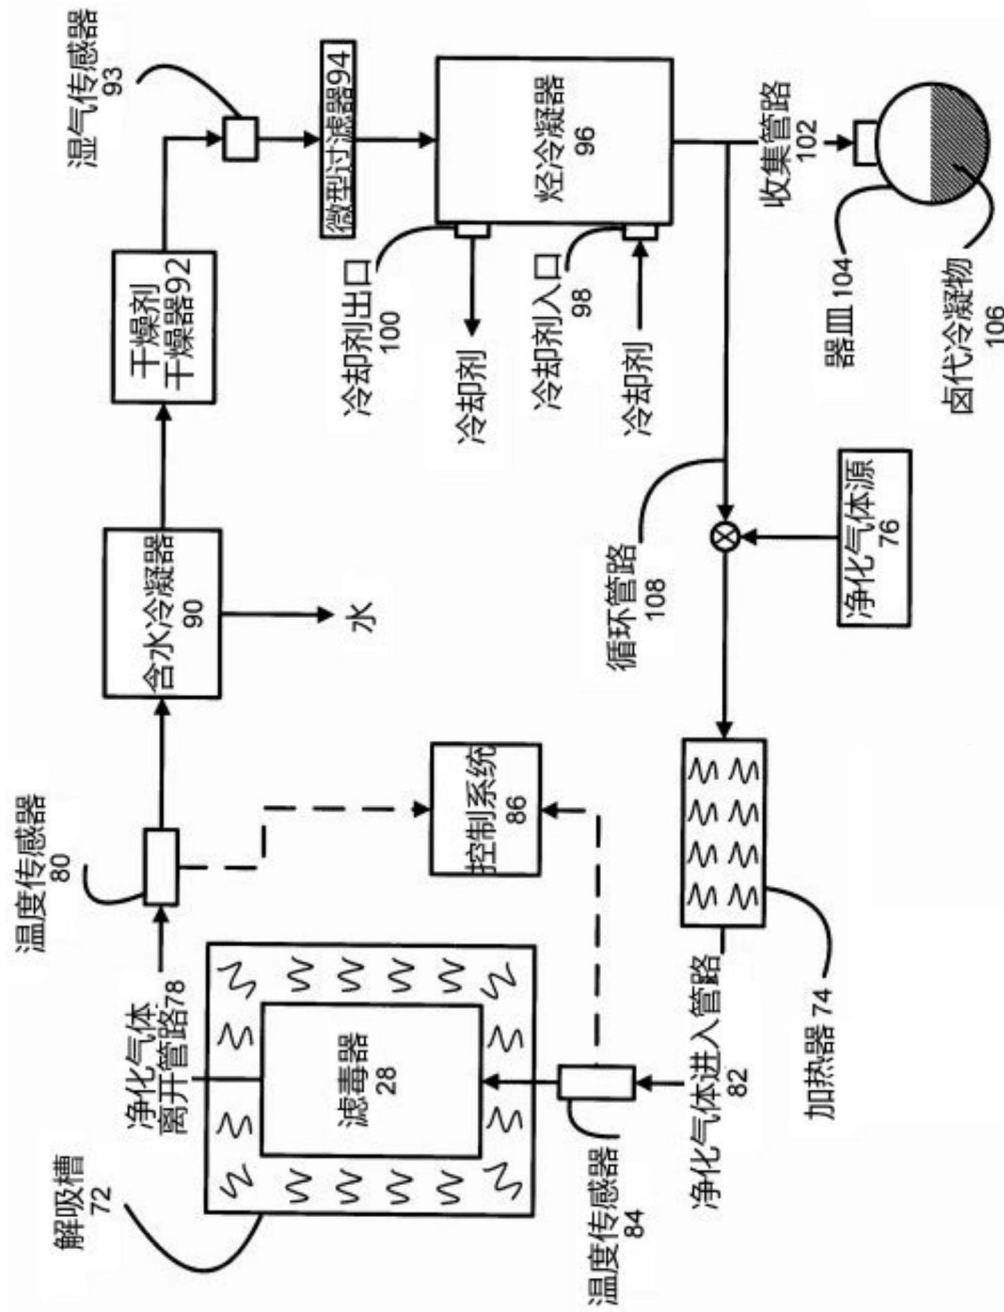 温度传感器
80
湿气传感器
93
解吸槽
72
净化气体
离开管路78
含水冷凝器
90
干燥剂
干燥器92
微型过滤器94
水
滤毒器
28
冷却剂出口
100
冷却剂
控制系统
86
冷却剂入口
98
烃冷凝器
96
冷却剂
温度传感器
84
循环管路
108
净化气体进入管路
82
收集管路
102
加热器 74
净化气体源
76
器皿104
卤代冷凝物
106